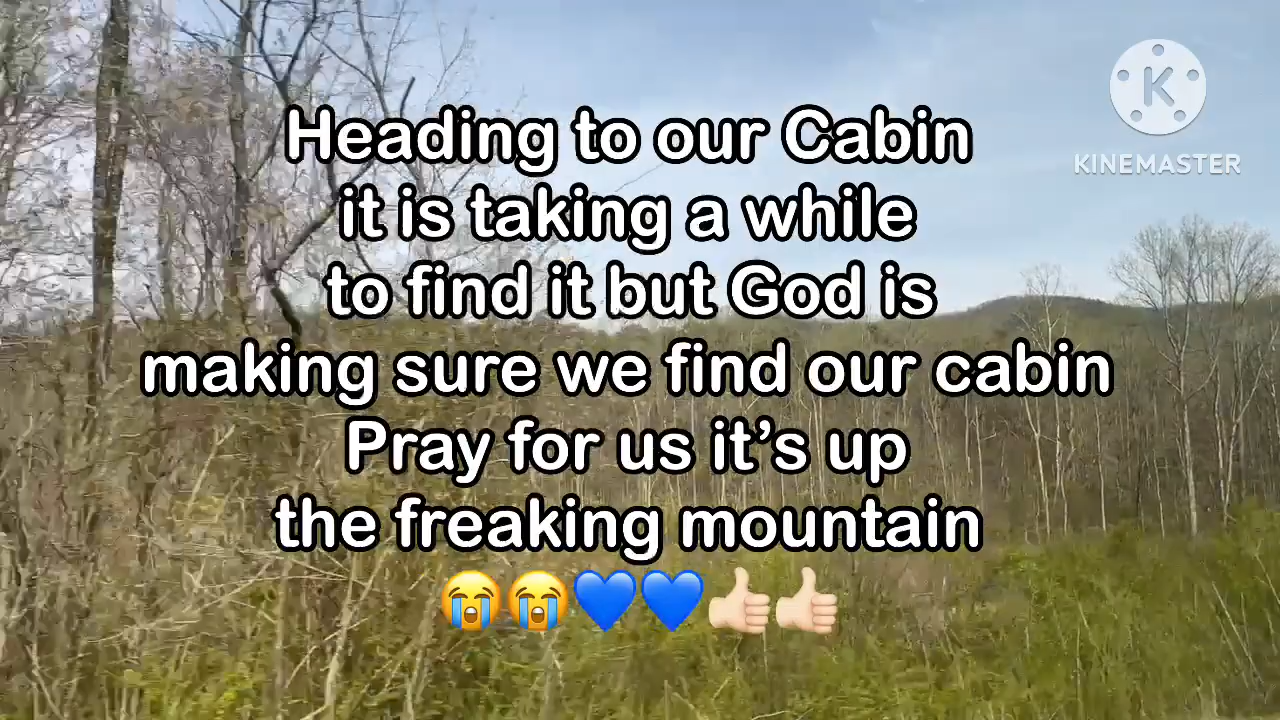 Heading to our Cabin
it is taking a while
to find it but God is
making sure we find our cabin
Pray for us it’s up
the freaking mountain
😭😭💙💙👍🏻👍🏻
K
KINEMASTER